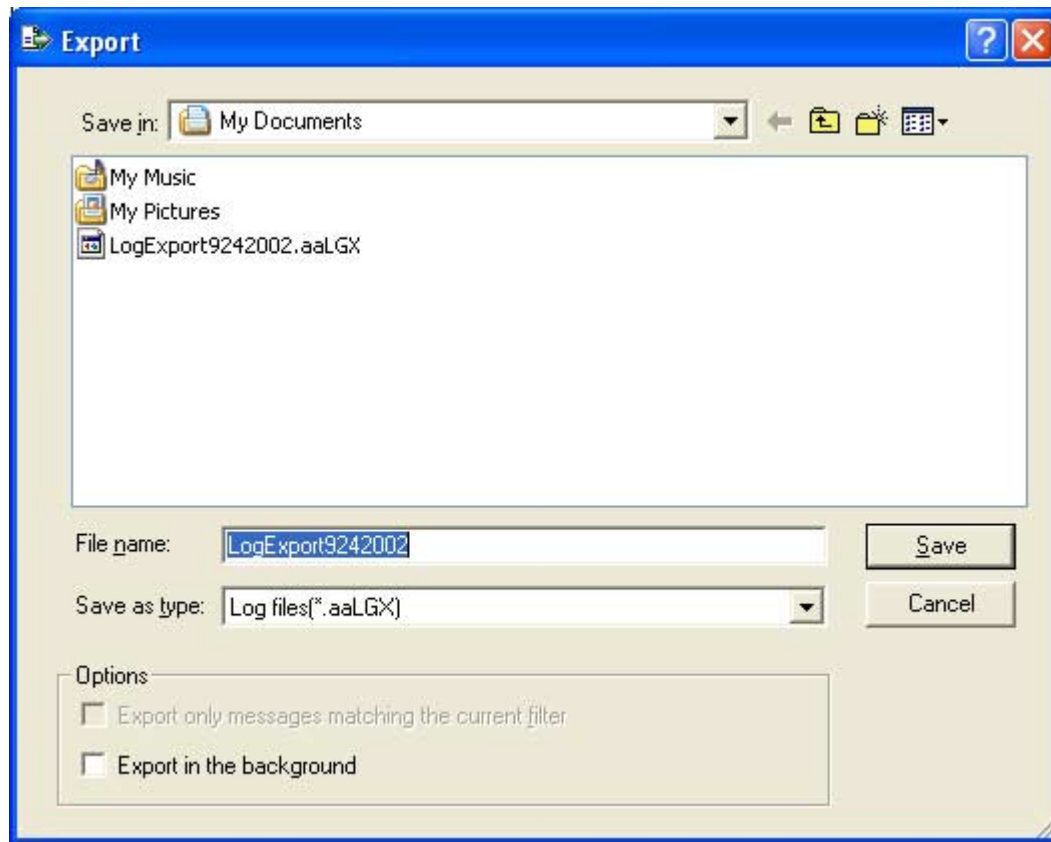 Export
Save in: My Documents
My Music
My Pictures
LogExport9242002.aaLGX
File name: LogExport9242002 Save
Save as type: Log files(*.aaLGX) Cancel
Options
Export only messages matching the current filter
Export in the background